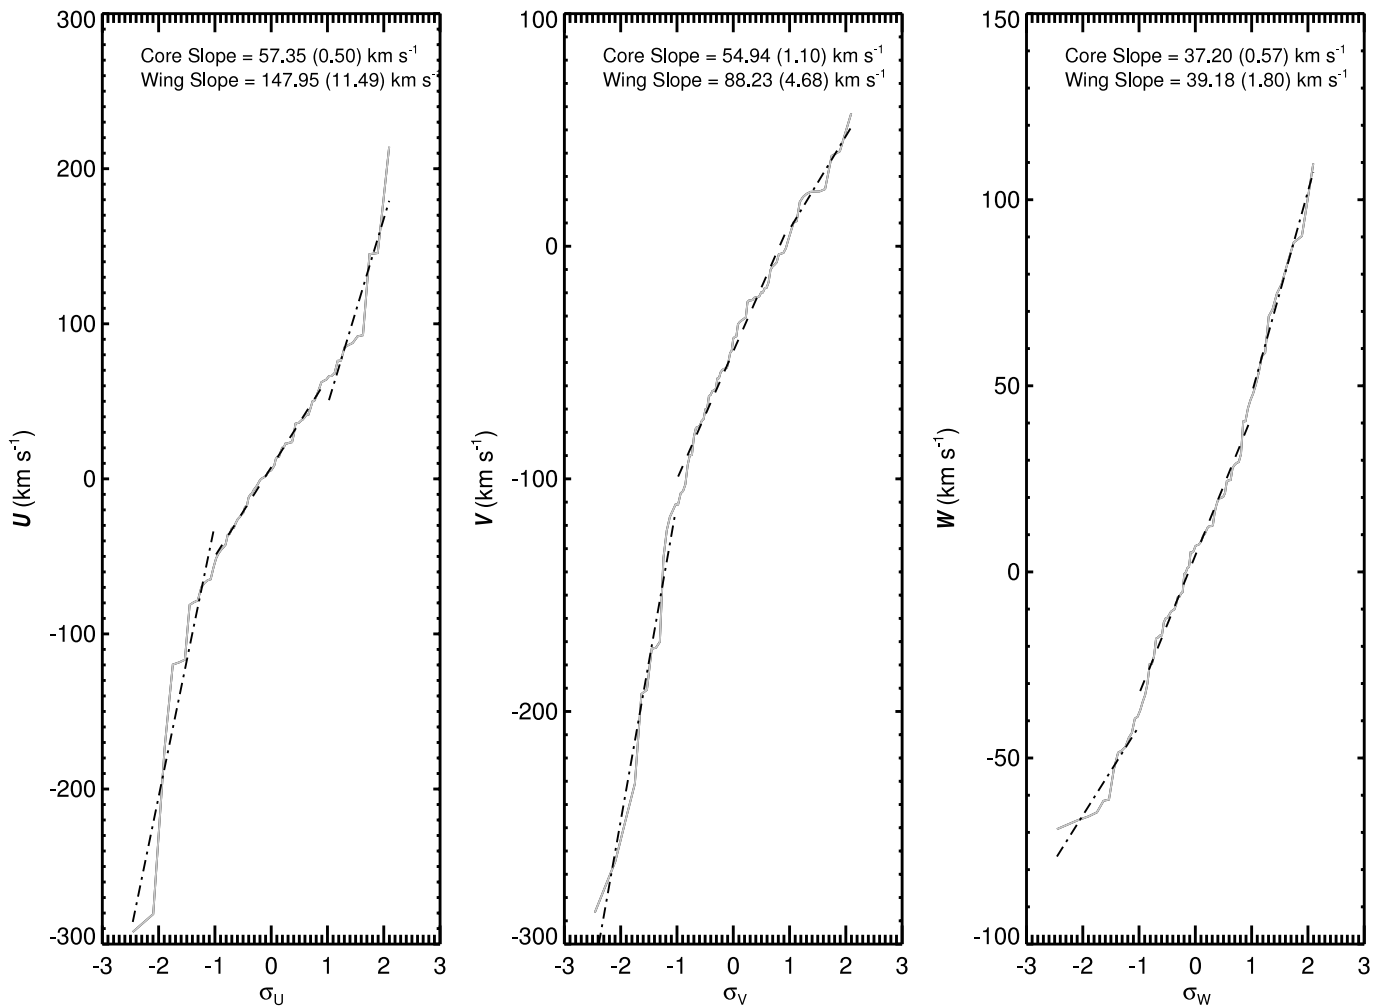 Core Slope = 57.35 (0.50) km s⁻¹
Wing Slope = 147.95 (11.49) km s⁻¹
300
200
100
0
-100
-200
-300
U (km s⁻¹)
-3 -2 -1 0 1 2 3
σU
Core Slope = 54.94 (1.10) km s⁻¹
Wing Slope = 88.23 (4.68) km s⁻¹
100
0
-100
-200
-300
V (km s⁻¹)
-3 -2 -1 0 1 2 3
σV
Core Slope = 37.20 (0.57) km s⁻¹
Wing Slope = 39.18 (1.80) km s⁻¹
150
100
50
0
-50
-100
W (km s⁻¹)
-3 -2 -1 0 1 2 3
σW